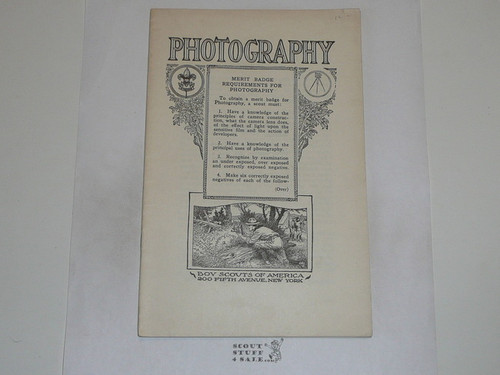 PHOTOGRAPHY
MERIT BADGE
REQUIREMENTS FOR
PHOTOGRAPHY
To obtain a merit badge for
Photography, a scout must:
1. Have a knowledge of the
principles of camera construc-
tion, what the camera lens does,
of the effect of light upon the
sensitive film and the action of
developers.
2. Have a knowledge of the
principal uses of photography.
3. Recognize by examination
an under exposed, over exposed
and correctly exposed negative.
4. Make six correctly exposed
negatives of each of the follow-
(Over)
BOY SCOUTS OF AMERICA
200 FIFTH AVENUE, NEW YORK
SCOUT
STUFF
4 SALE.com